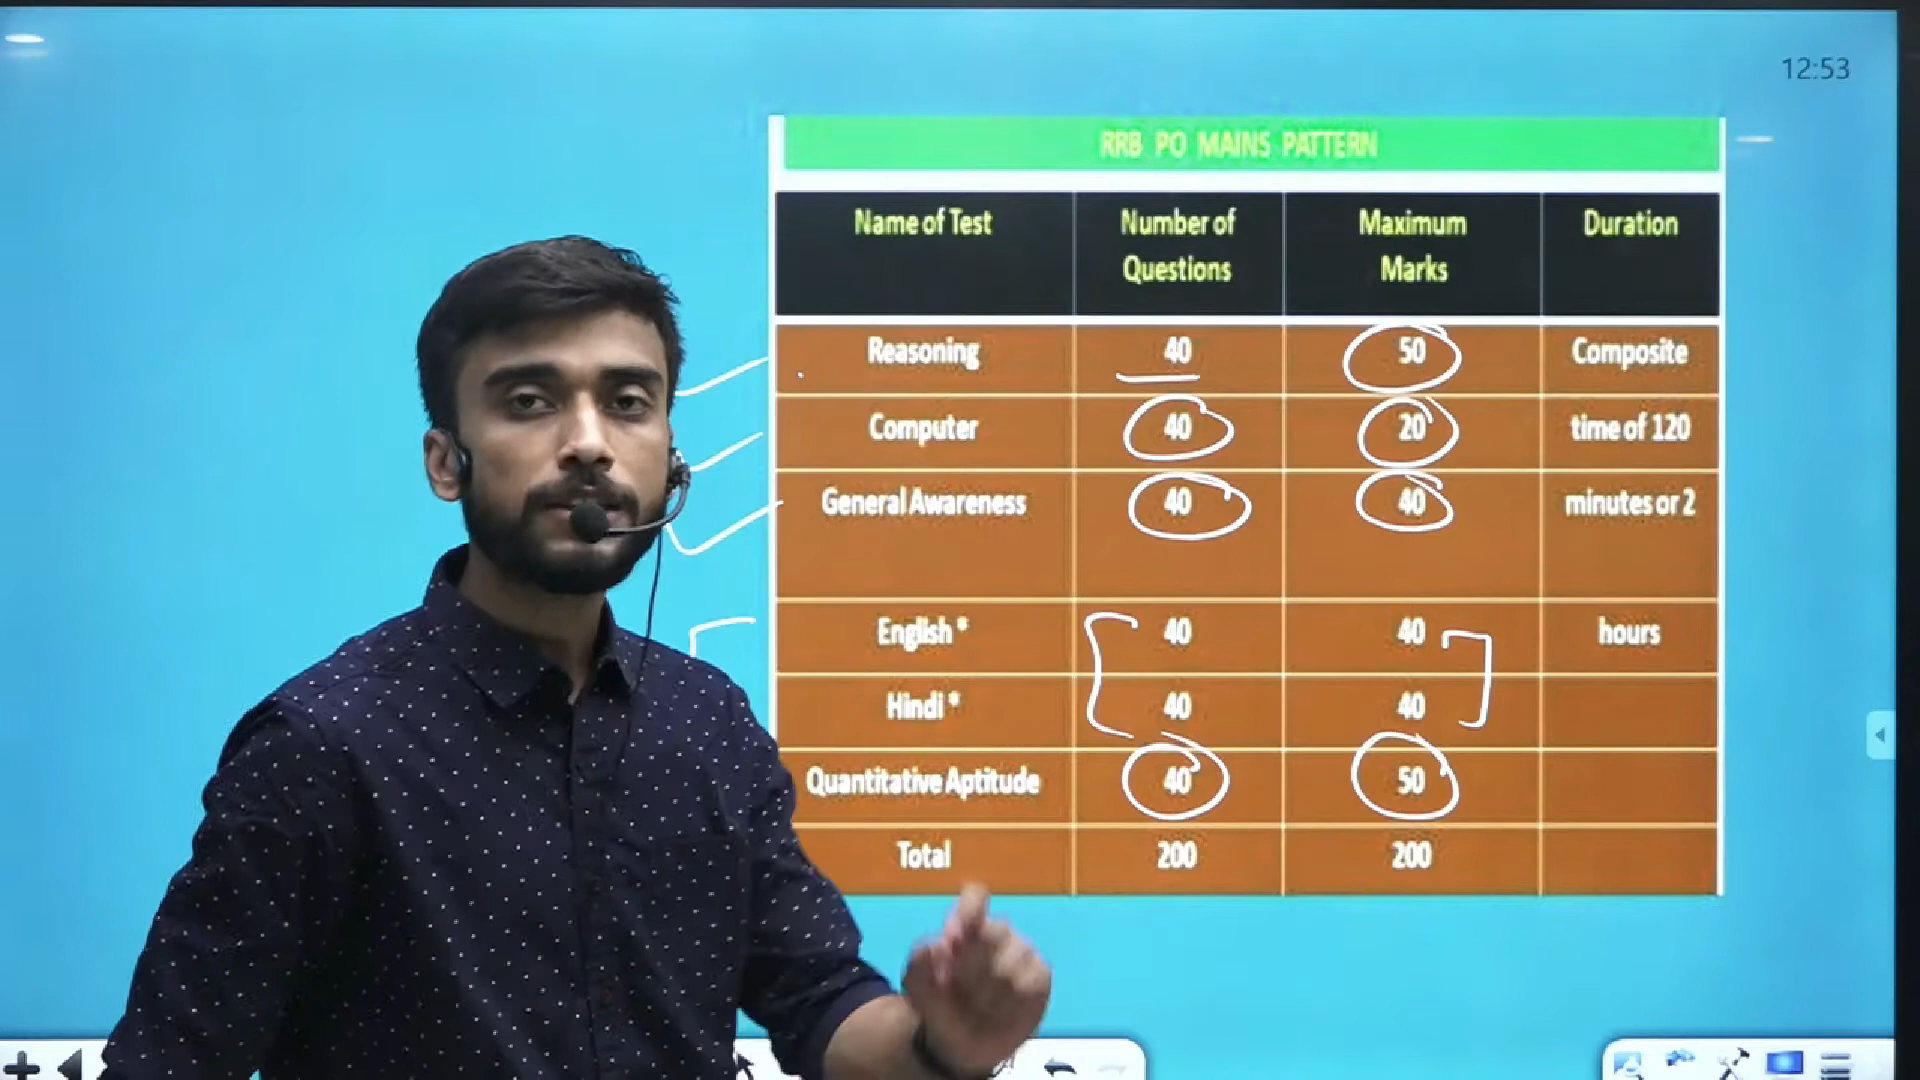 12:53
RRB PO MAINS PATTERN
Name of Test Number of Questions Maximum Marks Duration
Reasoning 40 50 Composite
Computer 40 20 time of 120
General Awareness 40 40 minutes or 2
English * 40 40 hours
Hindi * 40 40
Quantitative Aptitude 40 50
Total 200 200